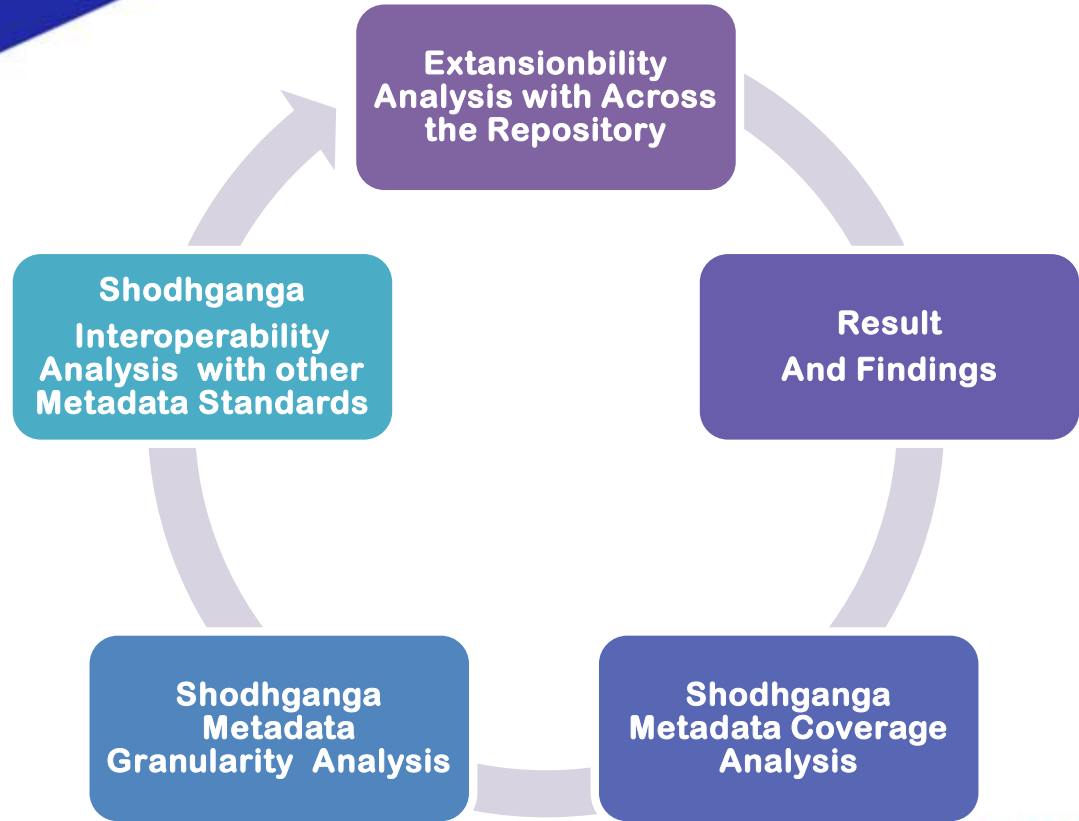 Extansionbility
Analysis with Across
the Repository
Result
And Findings
Shodhganga
Metadata Coverage
Analysis
Shodhganga
Metadata
Granularity Analysis
Shodhganga
Interoperability
Analysis with other
Metadata Standards